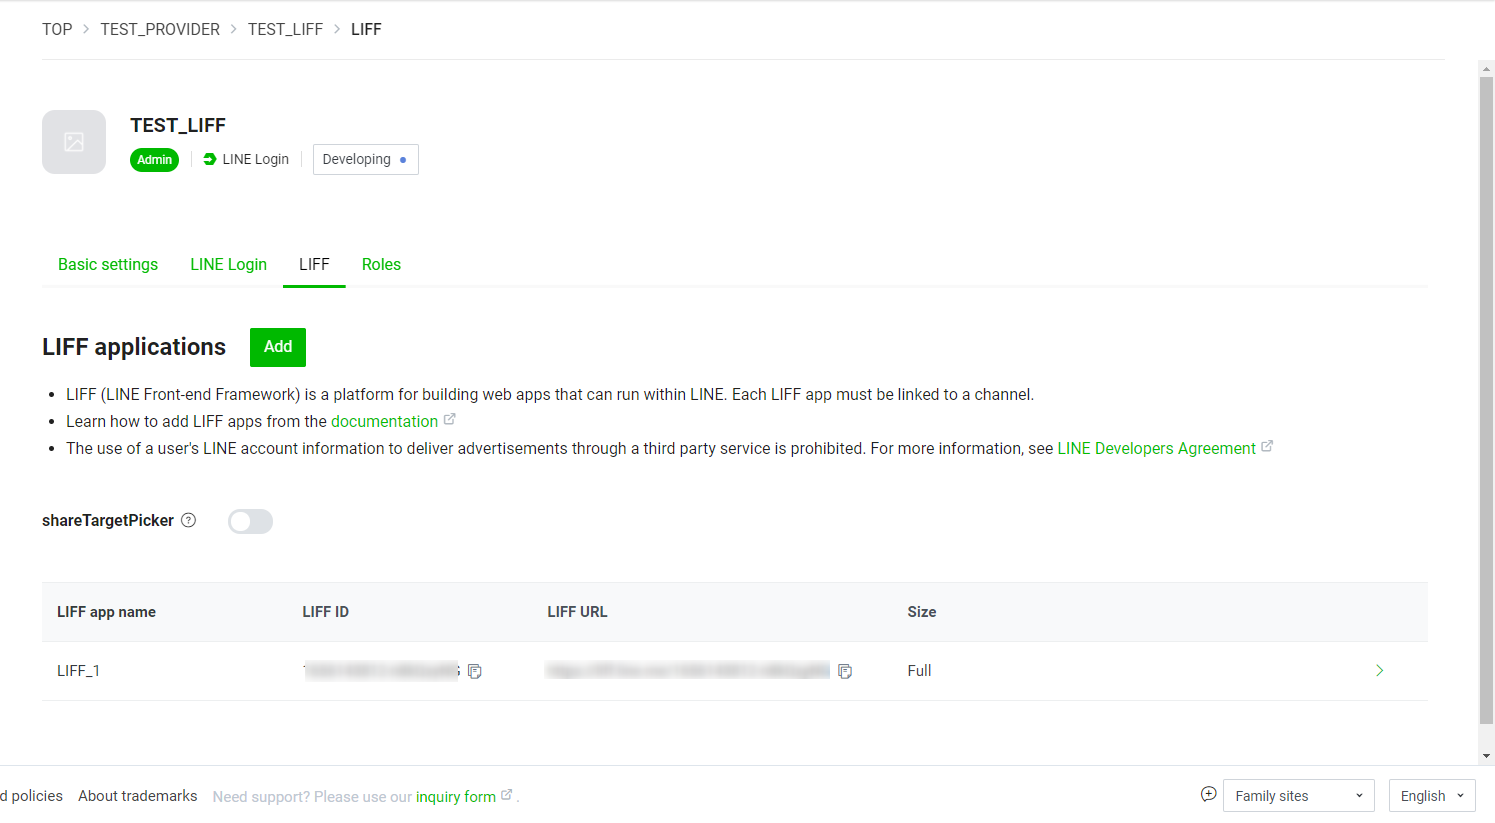 TOP > TEST_PROVIDER > TEST_LIFF > LIFF
TEST_LIFF
Admin LINE Login Developing
Basic settings LINE Login LIFF Roles
LIFF applications Add
• LIFF (LINE Front-end Framework) is a platform for building web apps that can run within LINE. Each LIFF app must be linked to a channel.
• Learn how to add LIFF apps from the documentation
• The use of a user's LINE account information to deliver advertisements through a third party service is prohibited. For more information, see LINE Developers Agreement
shareTargetPicker ?
LIFF app name LIFF ID LIFF URL Size
LIFF_1 Full
d policies About trademarks Need support? Please use our inquiry form . Family sites English